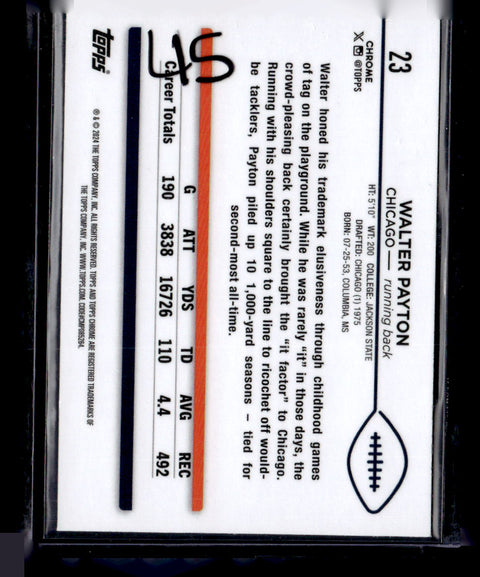 23
CHROME
X @TOPPS
WALTER PAYTON
CHICAGO — running back
HT: 5'10" WT: 200 COLLEGE: JACKSON STATE
DRAFTED: CHICAGO (1) 1975
BORN: 07-25-53, COLUMBIA, MS
Walter honed his trademark elusiveness through childhood games
of tag on the playground. While he was rarely "it" in those days, the
crowd-pleasing back certainly brought the "it factor" to Chicago.
Running with his shoulders square to the line to ricochet off would-
be tacklers, Payton piled up 10 1,000-yard seasons – tied for
second-most all-time.
45
G ATT YDS TD AVG REC
Career Totals 190 3838 16726 110 4.4 492
topps
® & © 2024 THE TOPPS COMPANY, INC. ALL RIGHTS RESERVED. TOPPS AND TOPPS CHROME ARE REGISTERED TRADEMARKS OF
THE TOPPS COMPANY, INC. WWW.TOPPS.COM.